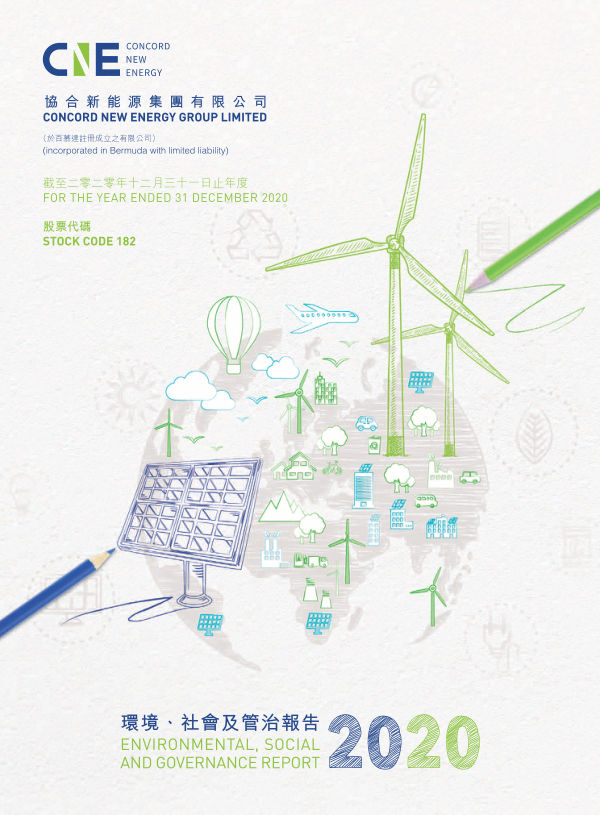 CNE
CONCORD
NEW
ENERGY
協合新能源集團有限公司
CONCORD NEW ENERGY GROUP LIMITED
（於百慕達註冊成立之有限公司）
(incorporated in Bermuda with limited liability)
截至二零二零年十二月三十一日止年度
FOR THE YEAR ENDED 31 DECEMBER 2020
股票代碼
STOCK CODE 182
環境、社會及管治報告
ENVIRONMENTAL, SOCIAL
AND GOVERNANCE REPORT
2020